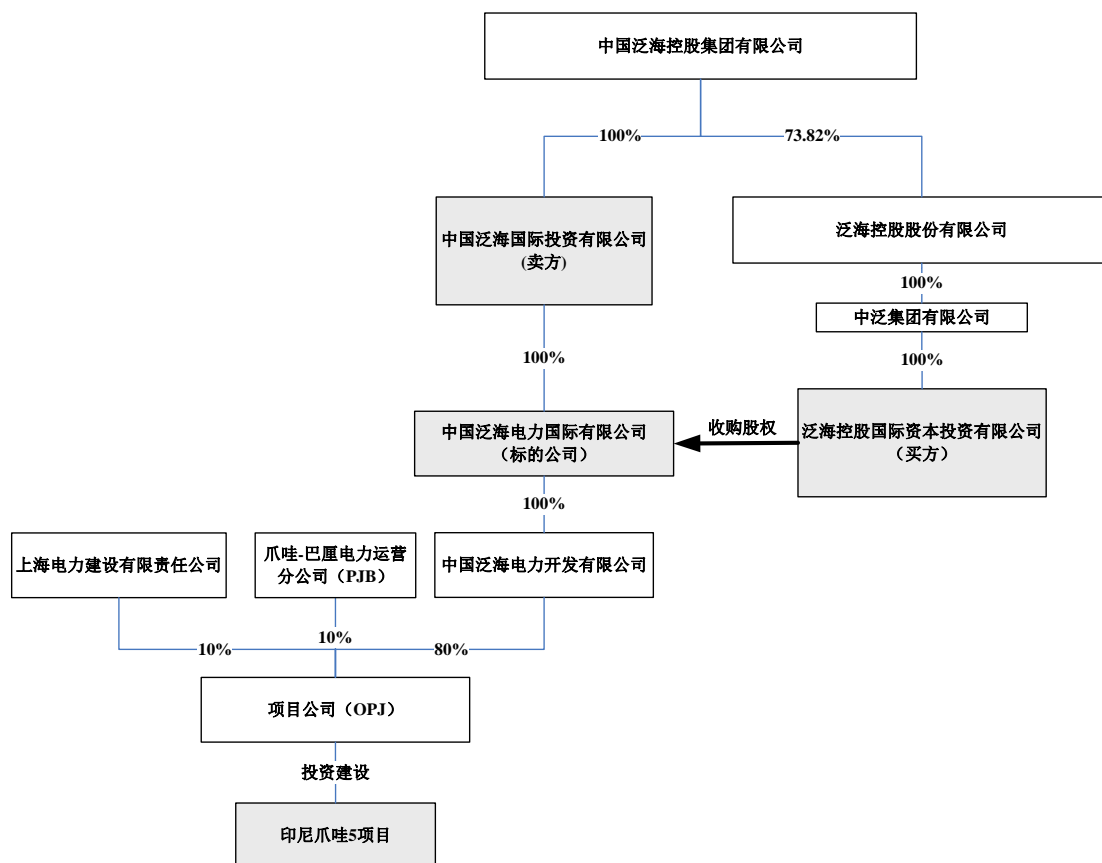 中国泛海控股集团有限公司
100%
73.82%
中国泛海国际投资有限公司
(卖方)
泛海控股股份有限公司
100%
中泛集团有限公司
100%
100%
中国泛海电力国际有限公司
（标的公司）
收购股权
泛海控股国际资本投资有限公司
（买方）
100%
上海电力建设有限责任公司
爪哇-巴厘电力运营
分公司（PJB）
中国泛海电力开发有限公司
10%
10%
80%
项目公司（OPJ）
投资建设
印尼爪哇5项目